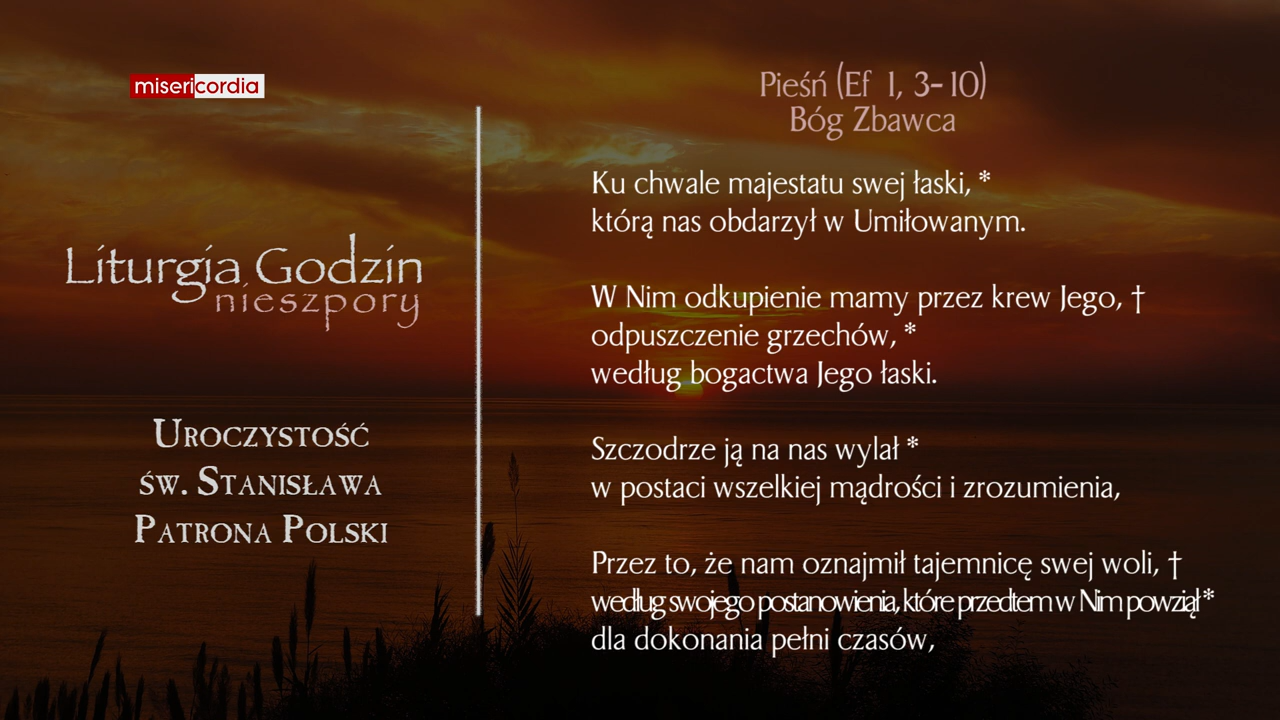 misericordia
Liturgia Godzin
nieszpory
Uroczystość
św. Stanisława
Patrona Polski
Pieśń (Ef 1, 3-10)
Bóg Zbawca
Ku chwale majestatu swej łaski, *
którą nas obdarzył w Umiłowanym.
W Nim odkupienie mamy przez krew Jego, †
odpuszczenie grzechów, *
według bogactwa Jego łaski.
Szczodrze ją na nas wylał *
w postaci wszelkiej mądrości i zrozumienia,
Przez to, że nam oznajmił tajemnicę swej woli, †
według swojego postanowienia, które przedtem w Nim powziął *
dla dokonania pełni czasów,